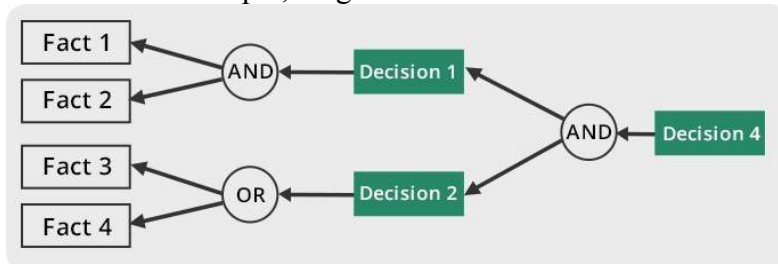 Fact 1
Fact 2
AND
Decision 1
AND
Decision 4
Fact 3
Fact 4
OR
Decision 2